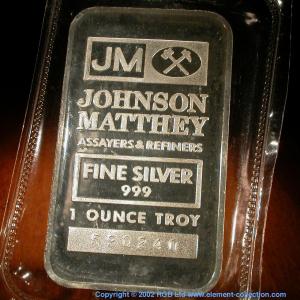 JM
JOHNSON
MATTHEY
ASSAYERS & REFINERS
FINE SILVER
999
1 OUNCE TROY
Copyright © 2002 RGB Ltd www.element-collection.com